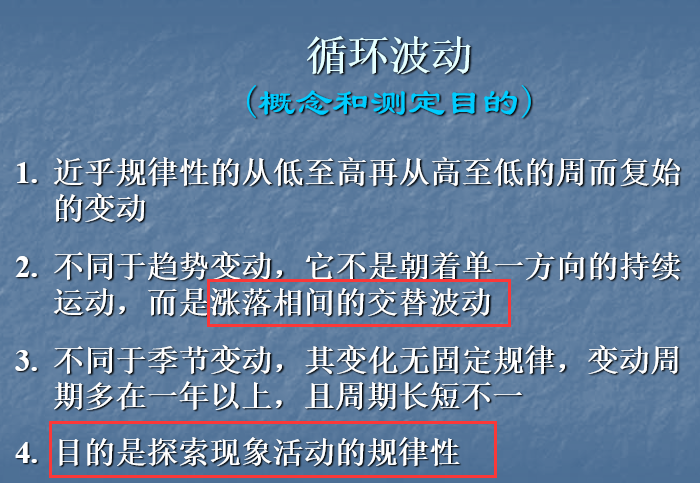 循环波动
（概念和测定目的）
1. 近乎规律性的从低至高再从高至低的周而复始
的变动
2. 不同于趋势变动，它不是朝着单一方向的持续
运动，而是涨落相间的交替波动
3. 不同于季节变动，其变化无固定规律，变动周
期多在一年以上，且周期长短不一
4. 目的是探索现象活动的规律性